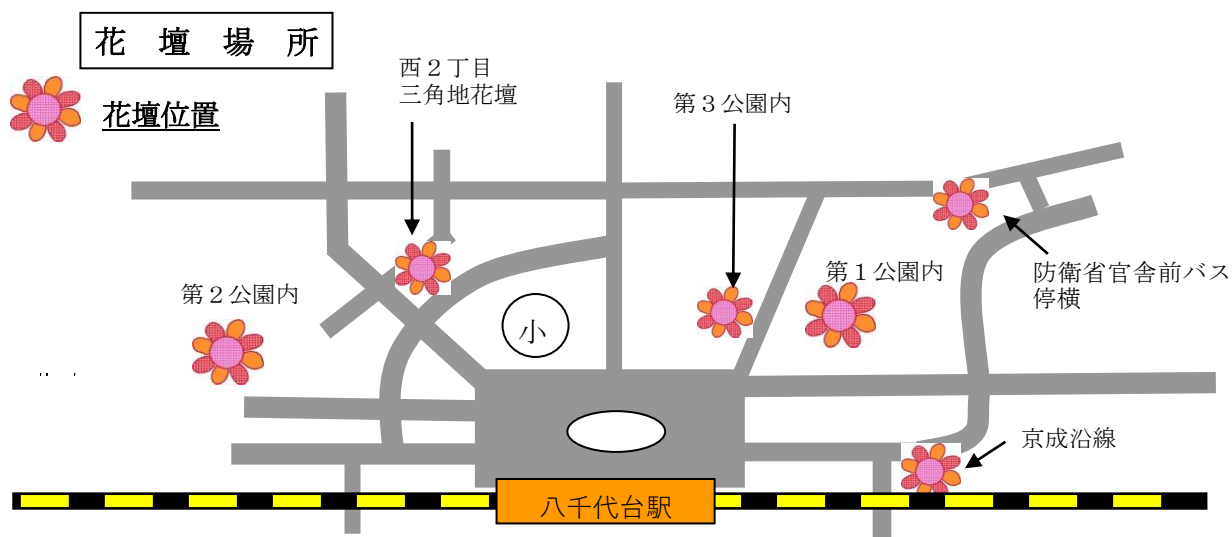 花 壇 場 所
花壇位置
西２丁目
三角地花壇
第３公園内
第２公園内
小
第１公園内
防衛省官舎前バス
停横
京成沿線
八千代台駅